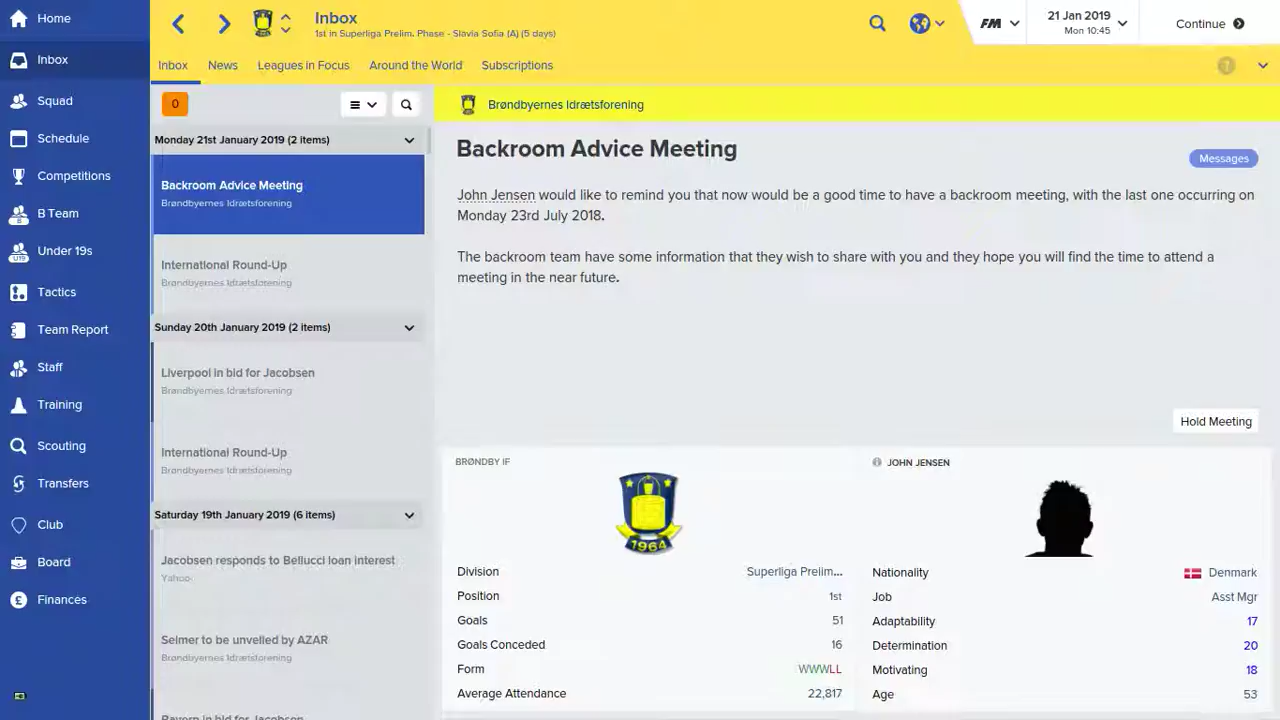 Home
Inbox
Squad
Schedule
Competitions
B Team
Under 19s
Tactics
Team Report
Staff
Training
Scouting
Transfers
Club
Board
Finances
Inbox
1st in Superliga Prelim. Phase - Slavia Sofia (A) (5 days)
FM
21 Jan 2019
Mon 10:45
Continue
Inbox
News
Leagues in Focus
Around the World
Subscriptions
?
0
Monday 21st January 2019 (2 items)
Backroom Advice Meeting
Brøndbyernes Idrætsforening
International Round-Up
Brøndbyernes Idrætsforening
Sunday 20th January 2019 (2 items)
Liverpool in bid for Jacobsen
Brøndbyernes Idrætsforening
International Round-Up
Brøndbyernes Idrætsforening
Saturday 19th January 2019 (6 items)
Jacobsen responds to Bellucci loan interest
Yahoo
Selmer to be unveiled by AZAR
Brøndbyernes Idrætsforening
Bayern in bid for Jacobsen
Brøndbyernes Idrætsforening
Backroom Advice Meeting
Messages
John Jensen would like to remind you that now would be a good time to have a backroom meeting, with the last one occurring on
Monday 23rd July 2018.
The backroom team have some information that they wish to share with you and they hope you will find the time to attend a
meeting in the near future.
Hold Meeting
BRØNDBY IF
1964
Division Superliga Prelim...
Position 1st
Goals 51
Goals Conceded 16
Form WWWLL
Average Attendance 22,817
JOHN JENSEN
Nationality Denmark
Job Asst Mgr
Adaptability 17
Determination 20
Motivating 18
Age 53